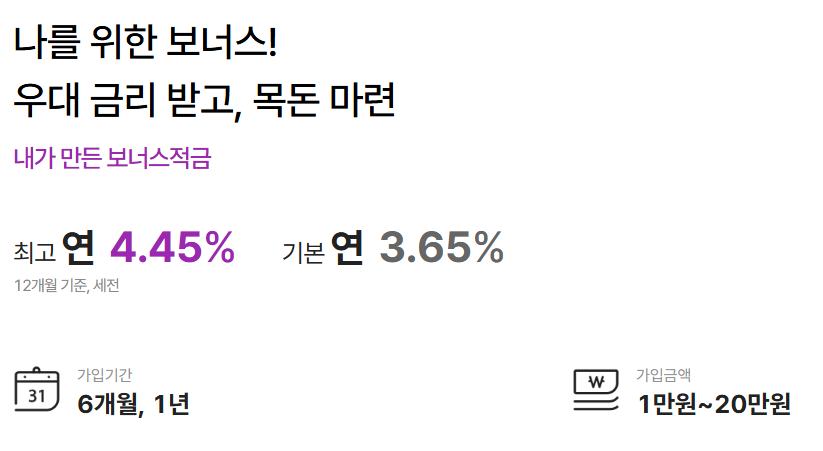 나를 위한 보너스!
우대 금리 받고, 목돈 마련
내가 만든 보너스적금
최고 연 4.45% 기본 연 3.65%
12개월 기준, 세전
31
가입기간
6개월, 1년
₩
가입금액
1만원~20만원